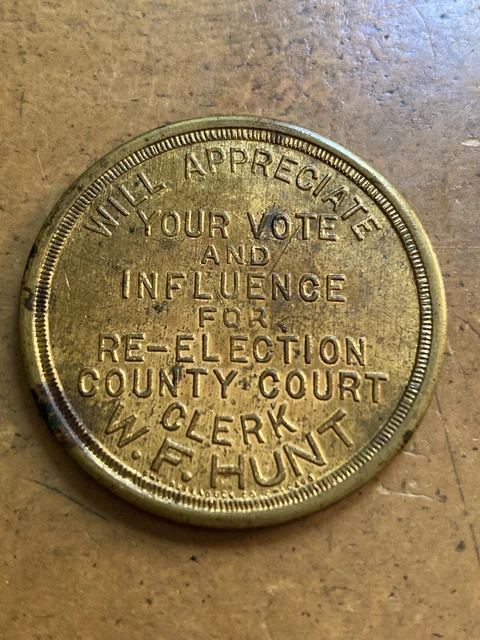 WILL APPRECIATE
YOUR VOTE
AND
INFLUENCE
FOR
RE-ELECTION
COUNTY COURT
CLERK
W. F. HUNT